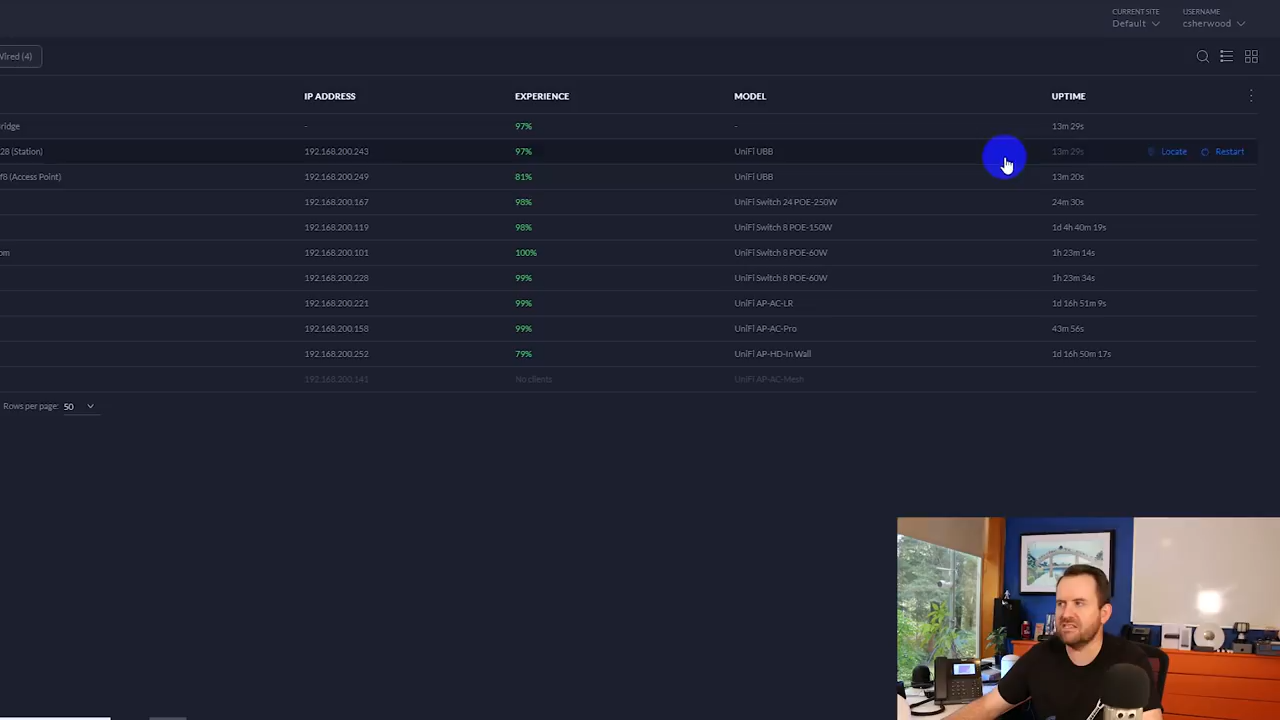 CURRENT SITE USERNAME
Default csherwood
Wired (4)
IP ADDRESS EXPERIENCE MODEL UPTIME
ridge - 97% - 13m 29s
28 (Station) 192.168.200.243 97% UniFi UBB 13m 29s Locate Restart
f8 (Access Point) 192.168.200.249 81% UniFi UBB 13m 20s
192.168.200.167 98% UniFi Switch 24 POE-250W 24m 30s
192.168.200.119 98% UniFi Switch 8 POE-150W 1d 4h 40m 19s
om 192.168.200.101 100% UniFi Switch 8 POE-60W 1h 23m 14s
192.168.200.228 99% UniFi Switch 8 POE-60W 1h 23m 34s
192.168.200.221 99% UniFi AP-AC-LR 1d 16h 51m 9s
192.168.200.158 99% UniFi AP-AC-Pro 43m 56s
192.168.200.252 79% UniFi AP-HD-In Wall 1d 16h 50m 17s
192.168.200.141 No clients UniFi AP-AC-Mesh
Rows per page: 50